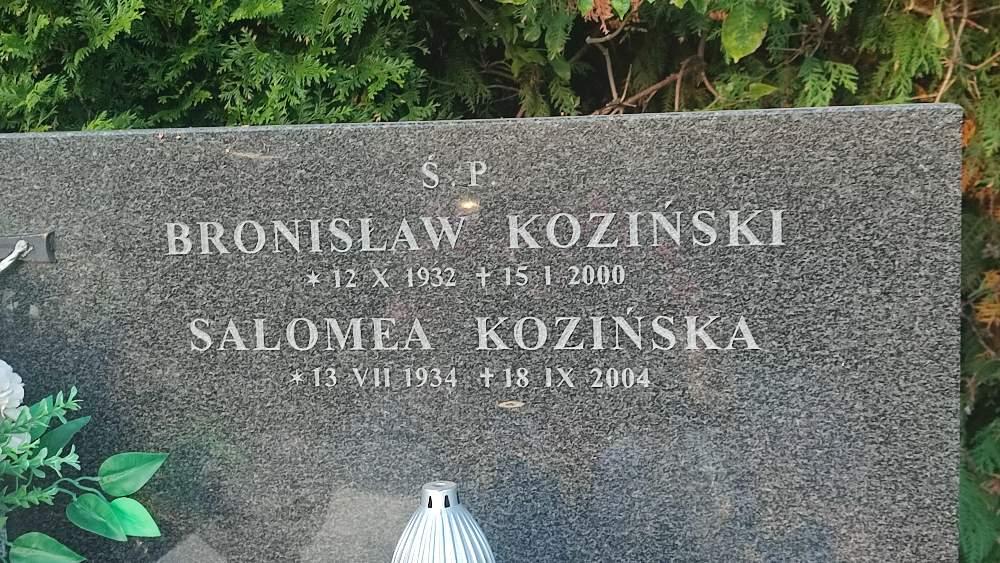 Ś.P.
BRONISŁAW KOZIŃSKI
* 12 X 1932 ✝ 15 I 2000
SALOMEA KOZIŃSKA
* 13 VII 1934 ✝ 18 IX 2004